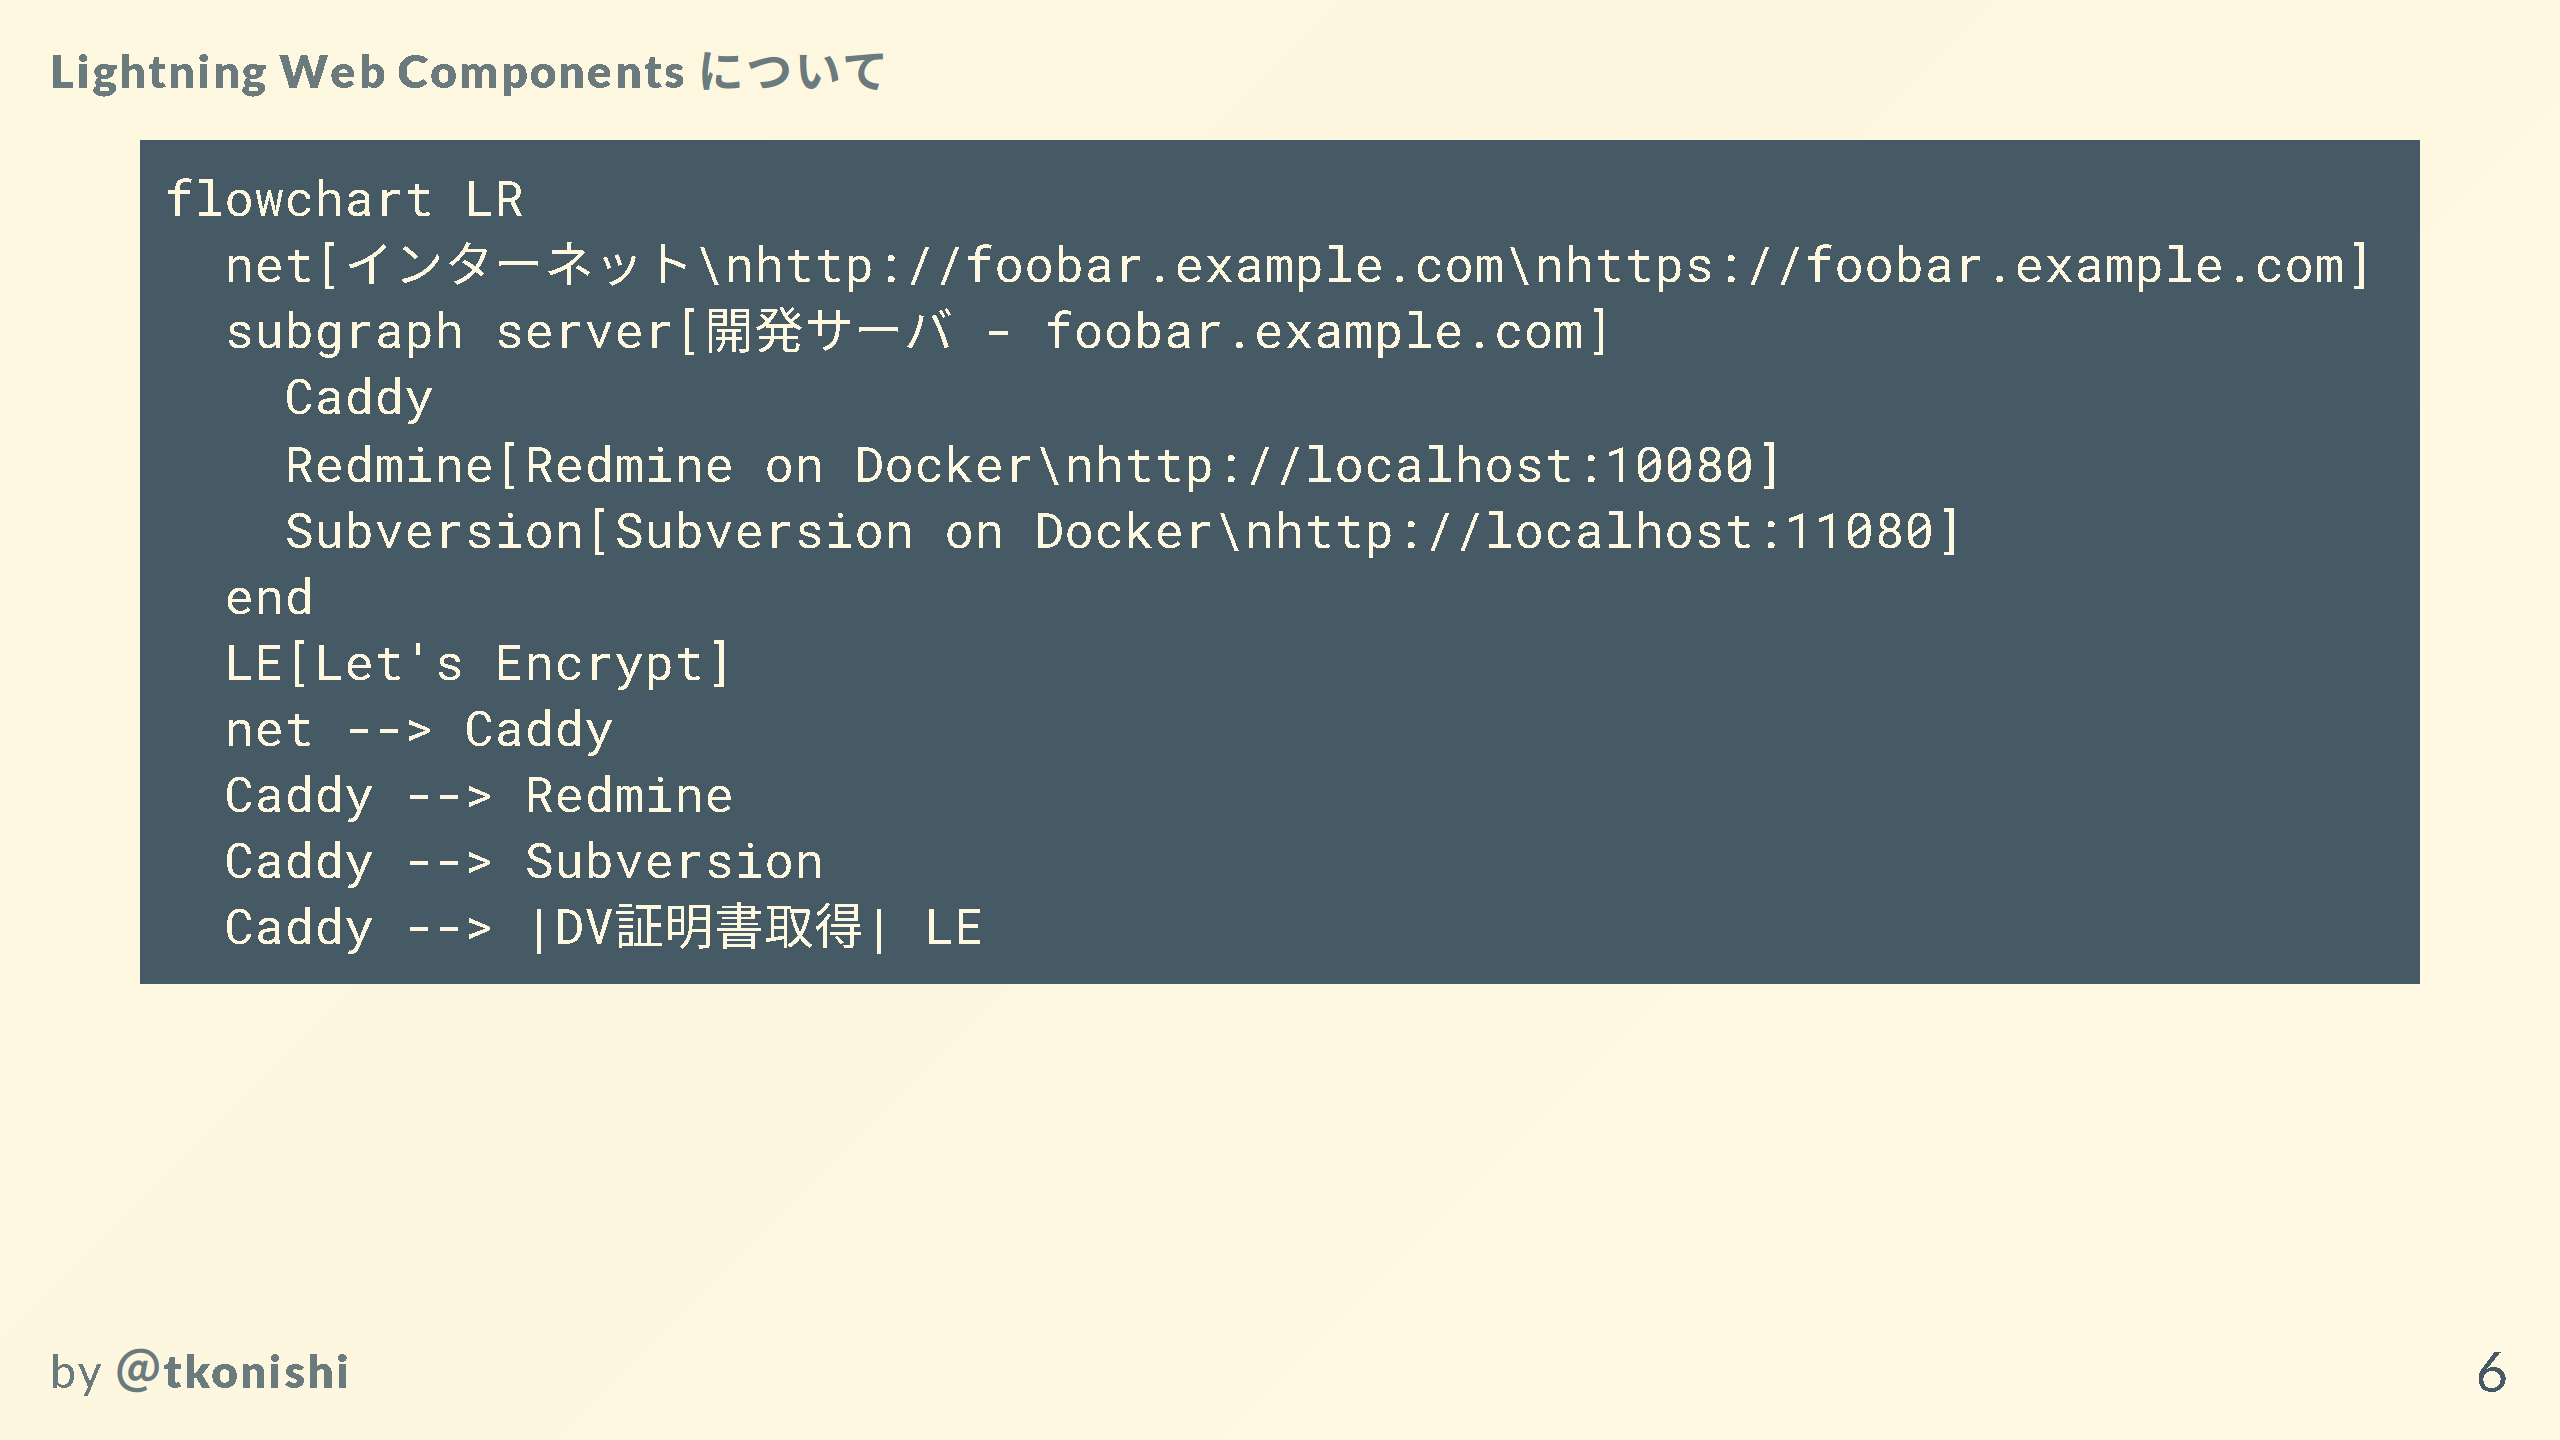 Lightning Web Components について
flowchart LR
  net[インターネット\nhttp://foobar.example.com\nhttps://foobar.example.com]
  subgraph server[開発サーバ - foobar.example.com]
    Caddy
    Redmine[Redmine on Docker\nhttp://localhost:10080]
    Subversion[Subversion on Docker\nhttp://localhost:11080]
  end
  LE[Let's Encrypt]
  net --> Caddy
  Caddy --> Redmine
  Caddy --> Subversion
  Caddy --> |DV証明書取得| LE
by @tkonishi
6